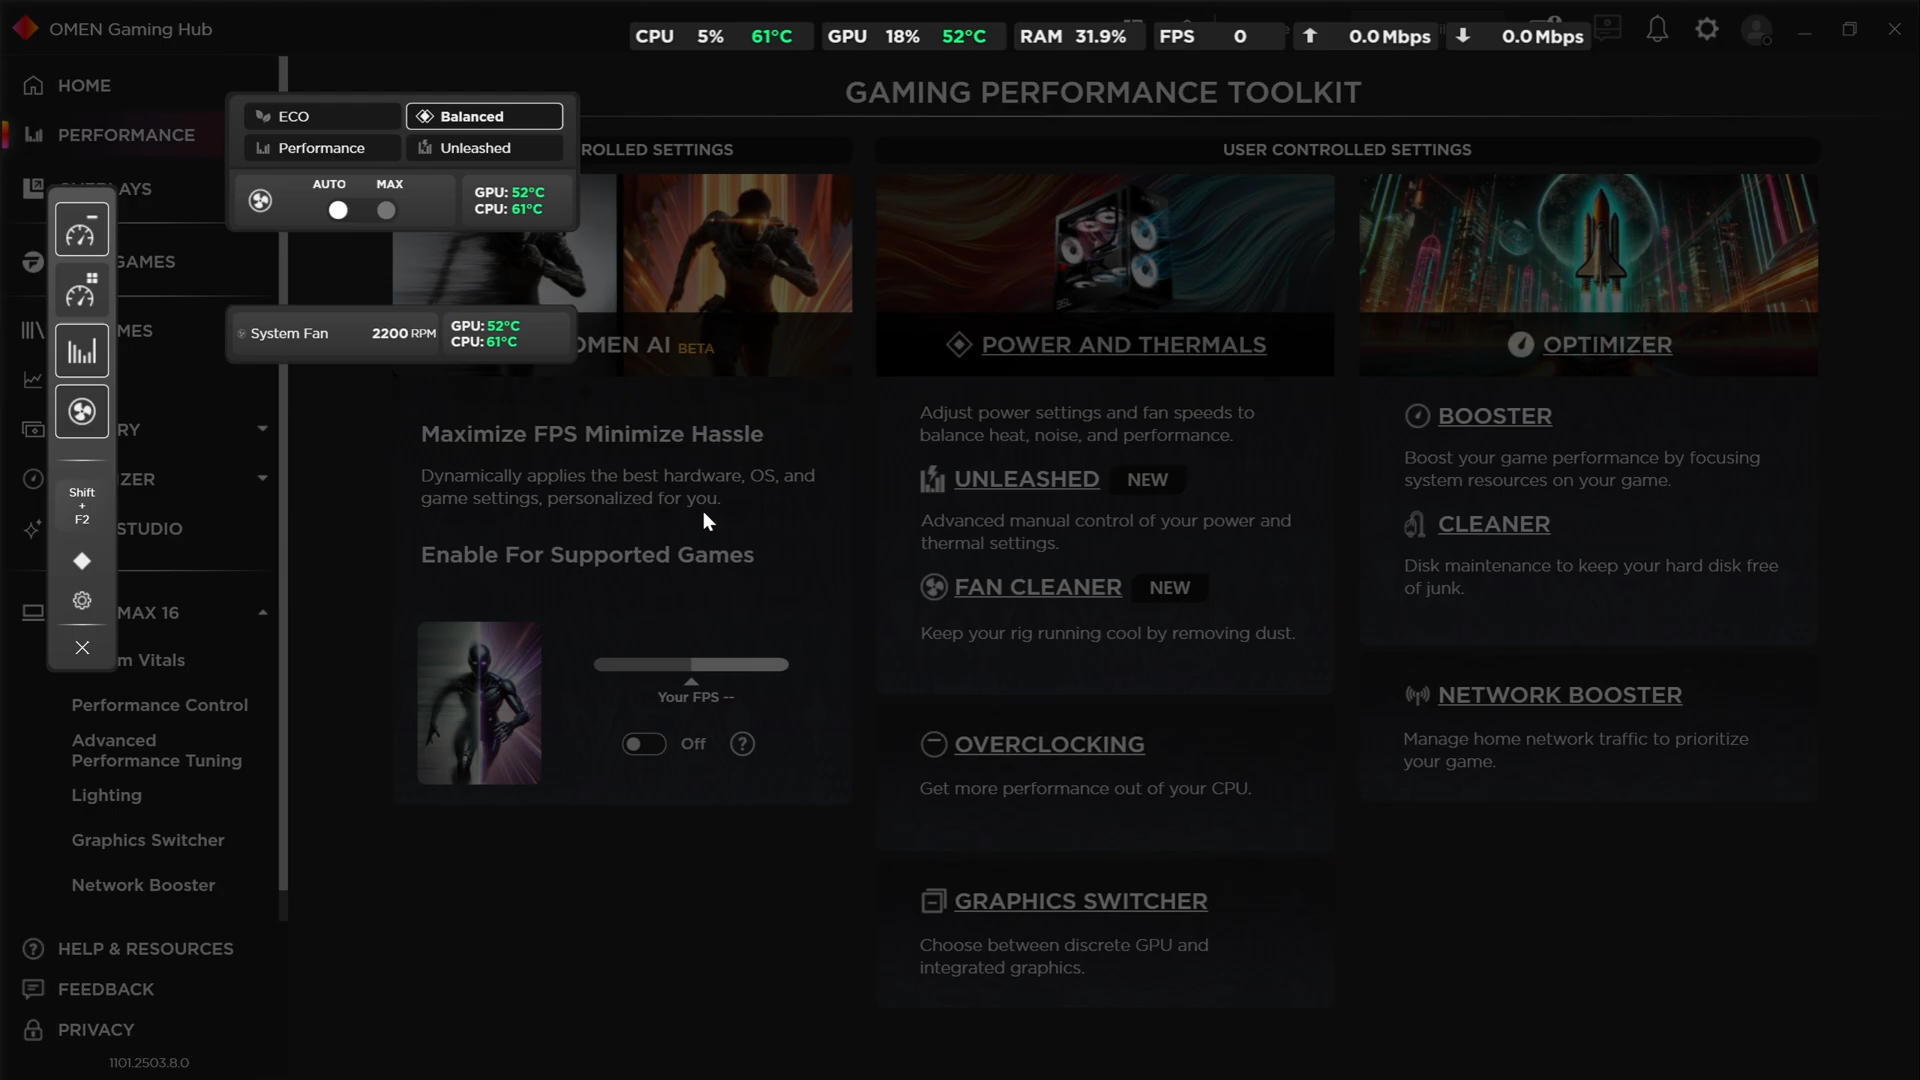 OMEN Gaming Hub
CPU 5% 61°C GPU 18% 52°C RAM 31.9% FPS 0 0.0 Mbps 0.0 Mbps
HOME
PERFORMANCE
GAMES
MES
RY
ZER
STUDIO
MAX 16
m Vitals
Performance Control
Advanced
Performance Tuning
Lighting
Graphics Switcher
Network Booster
HELP & RESOURCES
FEEDBACK
PRIVACY
1101.2503.8.0
Shift
+
F2
ECO Balanced
Performance Unleashed
AUTO MAX
GPU: 52°C
CPU: 61°C
System Fan 2200 RPM
GPU: 52°C
CPU: 61°C
GAMING PERFORMANCE TOOLKIT
ROLLED SETTINGS
OMEN AI BETA
Maximize FPS Minimize Hassle
Dynamically applies the best hardware, OS, and
game settings, personalized for you.
Enable For Supported Games
Your FPS --
Off
USER CONTROLLED SETTINGS
POWER AND THERMALS
Adjust power settings and fan speeds to
balance heat, noise, and performance.
UNLEASHED NEW
Advanced manual control of your power and
thermal settings.
FAN CLEANER NEW
Keep your rig running cool by removing dust.
OVERCLOCKING
Get more performance out of your CPU.
GRAPHICS SWITCHER
Choose between discrete GPU and
integrated graphics.
OPTIMIZER
BOOSTER
Boost your game performance by focusing
system resources on your game.
CLEANER
Disk maintenance to keep your hard disk free
of junk.
NETWORK BOOSTER
Manage home network traffic to prioritize
your game.